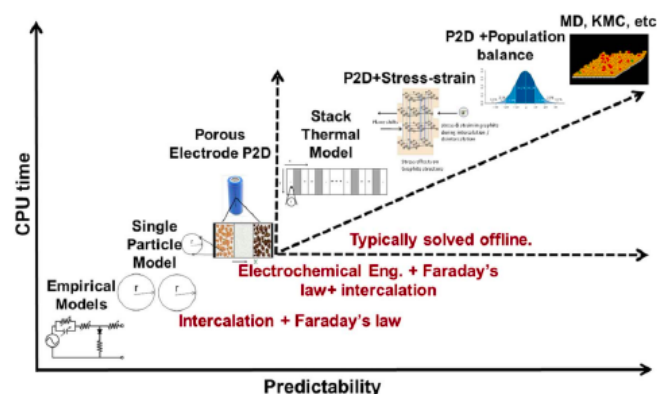 MD, KMC, etc
P2D +Population
balance
P2D+Stress-strain
Stack
Thermal
Model
Porous
Electrode P2D
Single
Particle
Model
Empirical
Models
r
r
Typically solved offline.
Electrochemical Eng. + Faraday's
law+ intercalation
Intercalation + Faraday's law
CPU time
Predictability